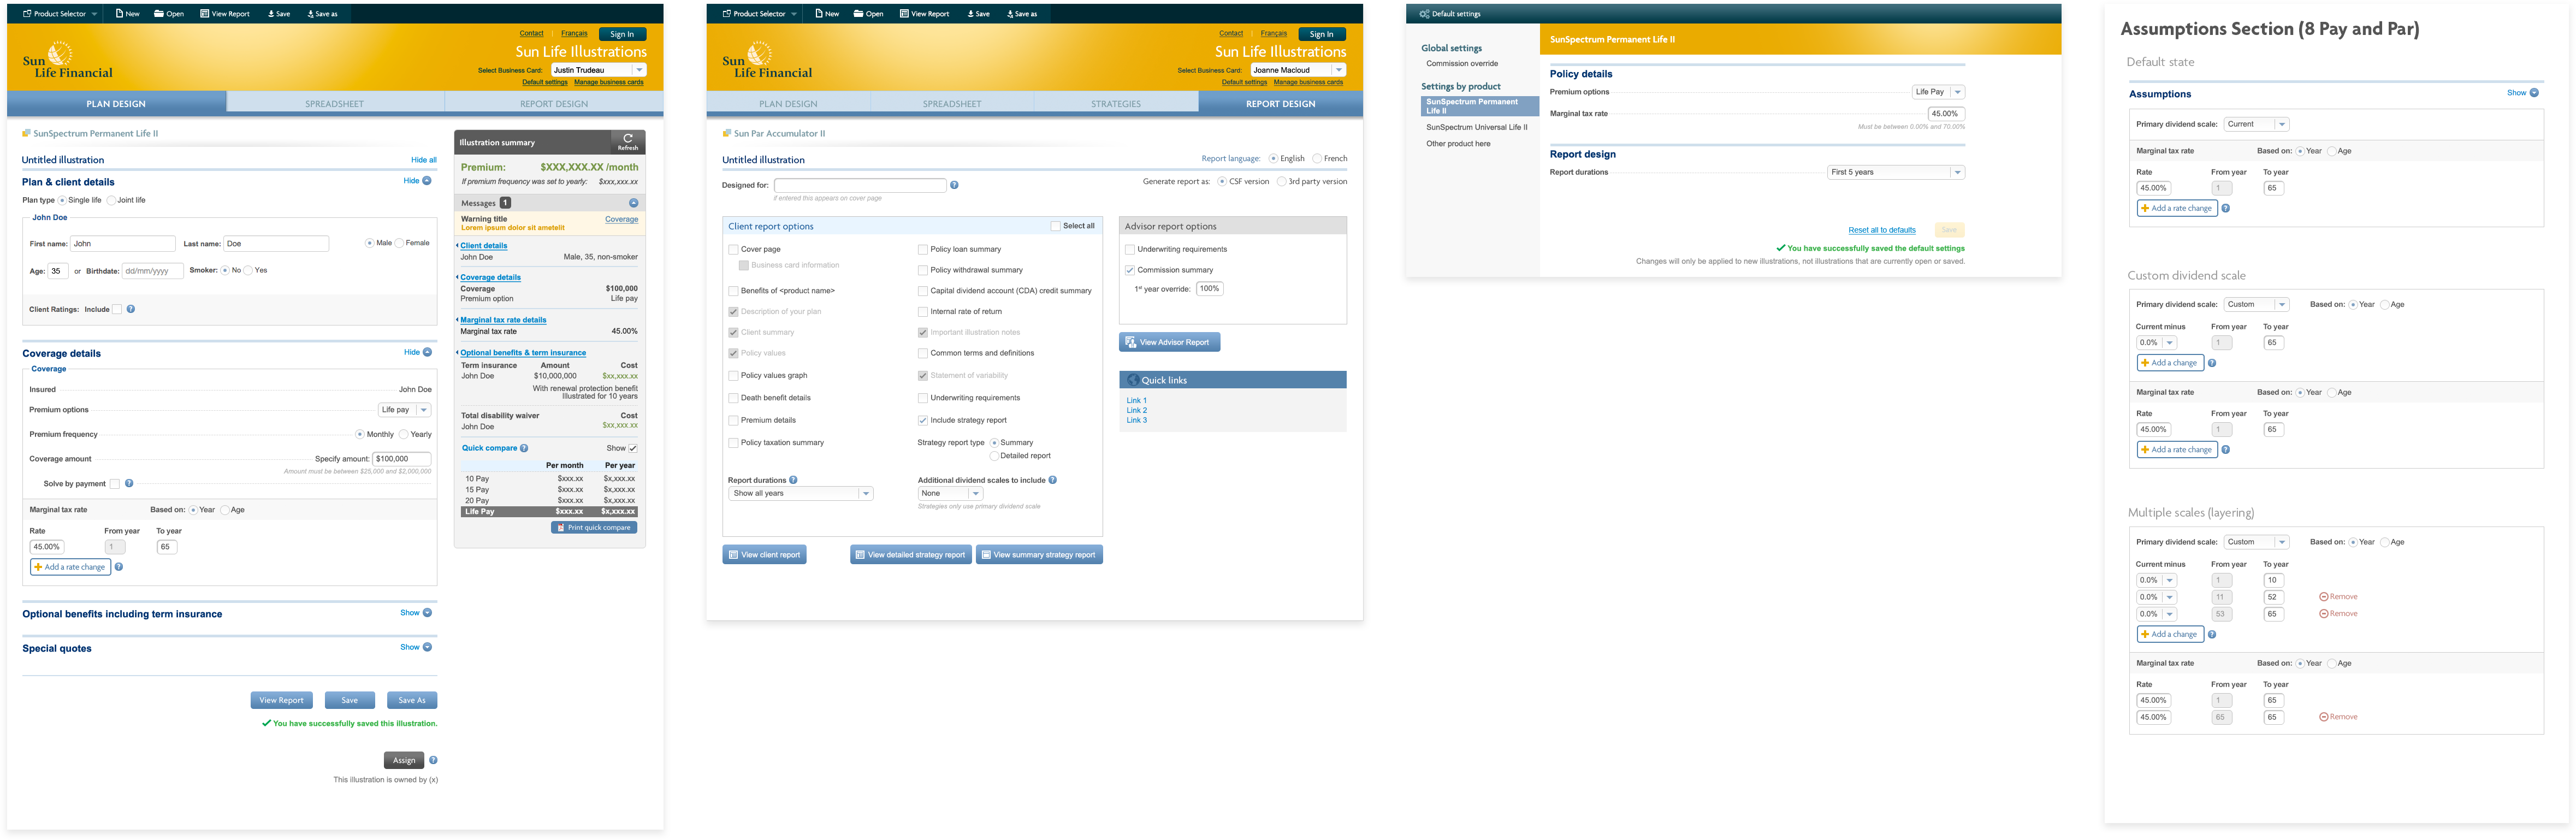 Product Selector New Open View Report Save Save as
Contact Français Sign In
Sun Life Illustrations
Sun
Life Financial
Select Business Card: Justin Trudeau
Default settings Manage business cards
PLAN DESIGN SPREADSHEET REPORT DESIGN
SunSpectrum Permanent Life II
Untitled illustration Hide all
Plan & client details Hide
Plan type Single life Joint life
John Doe
First name: John Last name: Doe Male Female
Age: 35 or Birthdate: dd/mm/yyyy Smoker: No Yes
Client Ratings: Include ?
Coverage details Hide
Coverage
Insured John Doe
Premium options Life pay
Premium frequency Monthly Yearly
Coverage amount Specify amount: $100,000
Amount must be between $25,000 and $2,000,000
Solve by payment ?
Marginal tax rate Based on: Year Age
Rate From year To year
45.00% 1 65
Add a rate change ?
Optional benefits including term insurance Show
Special quotes Show
View Report Save Save As
You have successfully saved this illustration.
Assign ?
This illustration is owned by (x)
Illustration summary Refresh
Premium: $XXX,XXX.XX /month
If premium frequency was set to yearly: $xxx,xxx.xx
Messages 1
Warning title Coverage
Lorem ipsum dolor sit ametelit
Client details
John Doe Male, 35, non-smoker
Coverage details
Coverage $100,000
Premium option Life pay
Marginal tax rate details
Marginal tax rate 45.00%
Optional benefits & term insurance
Term insurance Amount Cost
John Doe $10,000,000 $xx,xxx.xx
With renewal protection benefit
Illustrated for 10 years
Total disability waiver Cost
John Doe $xx,xxx.xx
Quick compare ? Show
Per month Per year
10 Pay $xxx.xx $x,xxx.xx
15 Pay $xxx.xx $x,xxx.xx
20 Pay $xxx.xx $x,xxx.xx
Life Pay $xxx.xx $x,xxx.xx
Print quick compare
Product Selector New Open View Report Save Save as
Contact Français Sign In
Sun Life Illustrations
Sun
Life Financial
Select Business Card: Joanne Macloud
Default settings Manage business cards
PLAN DESIGN SPREADSHEET STRATEGIES REPORT DESIGN
Sun Par Accumulator II
Untitled illustration Report language: English French
Designed for: ? Generate report as: CSF version 3rd party version
if entered this appears on cover page
Client report options Select all
Cover page
Business card information
Benefits of <product name>
Description of your plan
Client summary
Policy values
Policy values graph
Death benefit details
Premium details
Policy taxation summary
Policy loan summary
Policy withdrawal summary
Capital dividend account (CDA) credit summary
Internal rate of return
Important illustration notes
Common terms and definitions
Statement of variability
Underwriting requirements
Include strategy report
Strategy report type Summary
Detailed report
Report durations ? Additional dividend scales to include ?
Show all years None
Strategies only use primary dividend scale
View client report View detailed strategy report View summary strategy report
Advisor report options
Underwriting requirements
Commission summary
1st year override: 100%
View Advisor Report
Quick links
Link 1
Link 2
Link 3
Default settings
Global settings
Commission override
Settings by product
SunSpectrum Permanent
Life II
SunSpectrum Universal Life II
Other product here
SunSpectrum Permanent Life II
Policy details
Premium options Life Pay
Marginal tax rate 45.00%
Must be between 0.00% and 70.00%
Report design
Report durations First 5 years
Reset all to defaults Save
You have successfully saved the default settings
Changes will only be applied to new illustrations, not illustrations that are currently open or saved.
Assumptions Section (8 Pay and Par)
Default state
Assumptions Show
Primary dividend scale: Current
Marginal tax rate Based on: Year Age
Rate From year To year
45.00% 1 65
Add a rate change ?
Custom dividend scale
Primary dividend scale: Custom Based on: Year Age
Current minus From year To year
0.0% 1 65
Add a change ?
Marginal tax rate Based on: Year Age
Rate From year To year
45.00% 1 65
Add a rate change ?
Multiple scales (layering)
Primary dividend scale: Custom Based on: Year Age
Current minus From year To year
0.0% 1 10
0.0% 11 52 Remove
0.0% 53 65 Remove
Add a change ?
Marginal tax rate Based on: Year Age
Rate From year To year
45.00% 1 65
45.00% 65 65 Remove